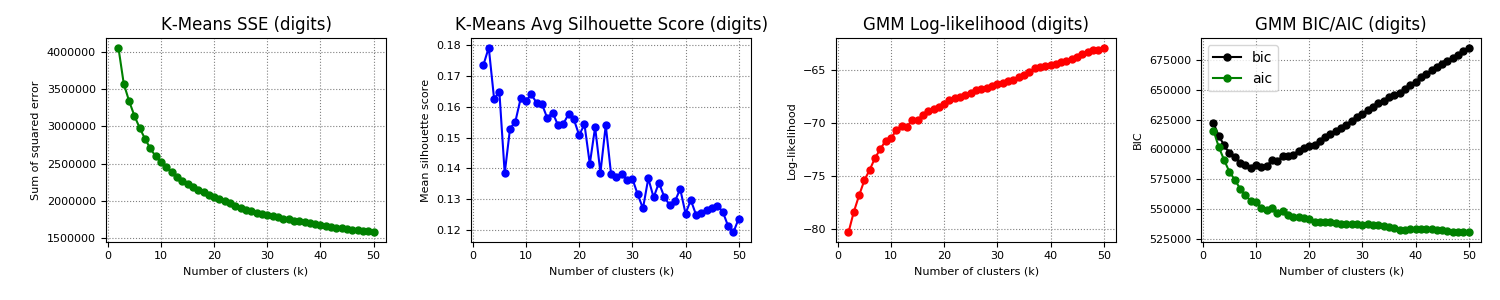 K-Means SSE (digits)
Sum of squared error
4000000
3500000
3000000
2500000
2000000
1500000
0 10 20 30 40 50
Number of clusters (k)
K-Means Avg Silhouette Score (digits)
Mean silhouette score
0.18
0.17
0.16
0.15
0.14
0.13
0.12
0 10 20 30 40 50
Number of clusters (k)
GMM Log-likelihood (digits)
Log-likelihood
−65
−70
−75
−80
0 10 20 30 40 50
Number of clusters (k)
GMM BIC/AIC (digits)
BIC
675000
650000
625000
600000
575000
550000
525000
bic
aic
0 10 20 30 40 50
Number of clusters (k)